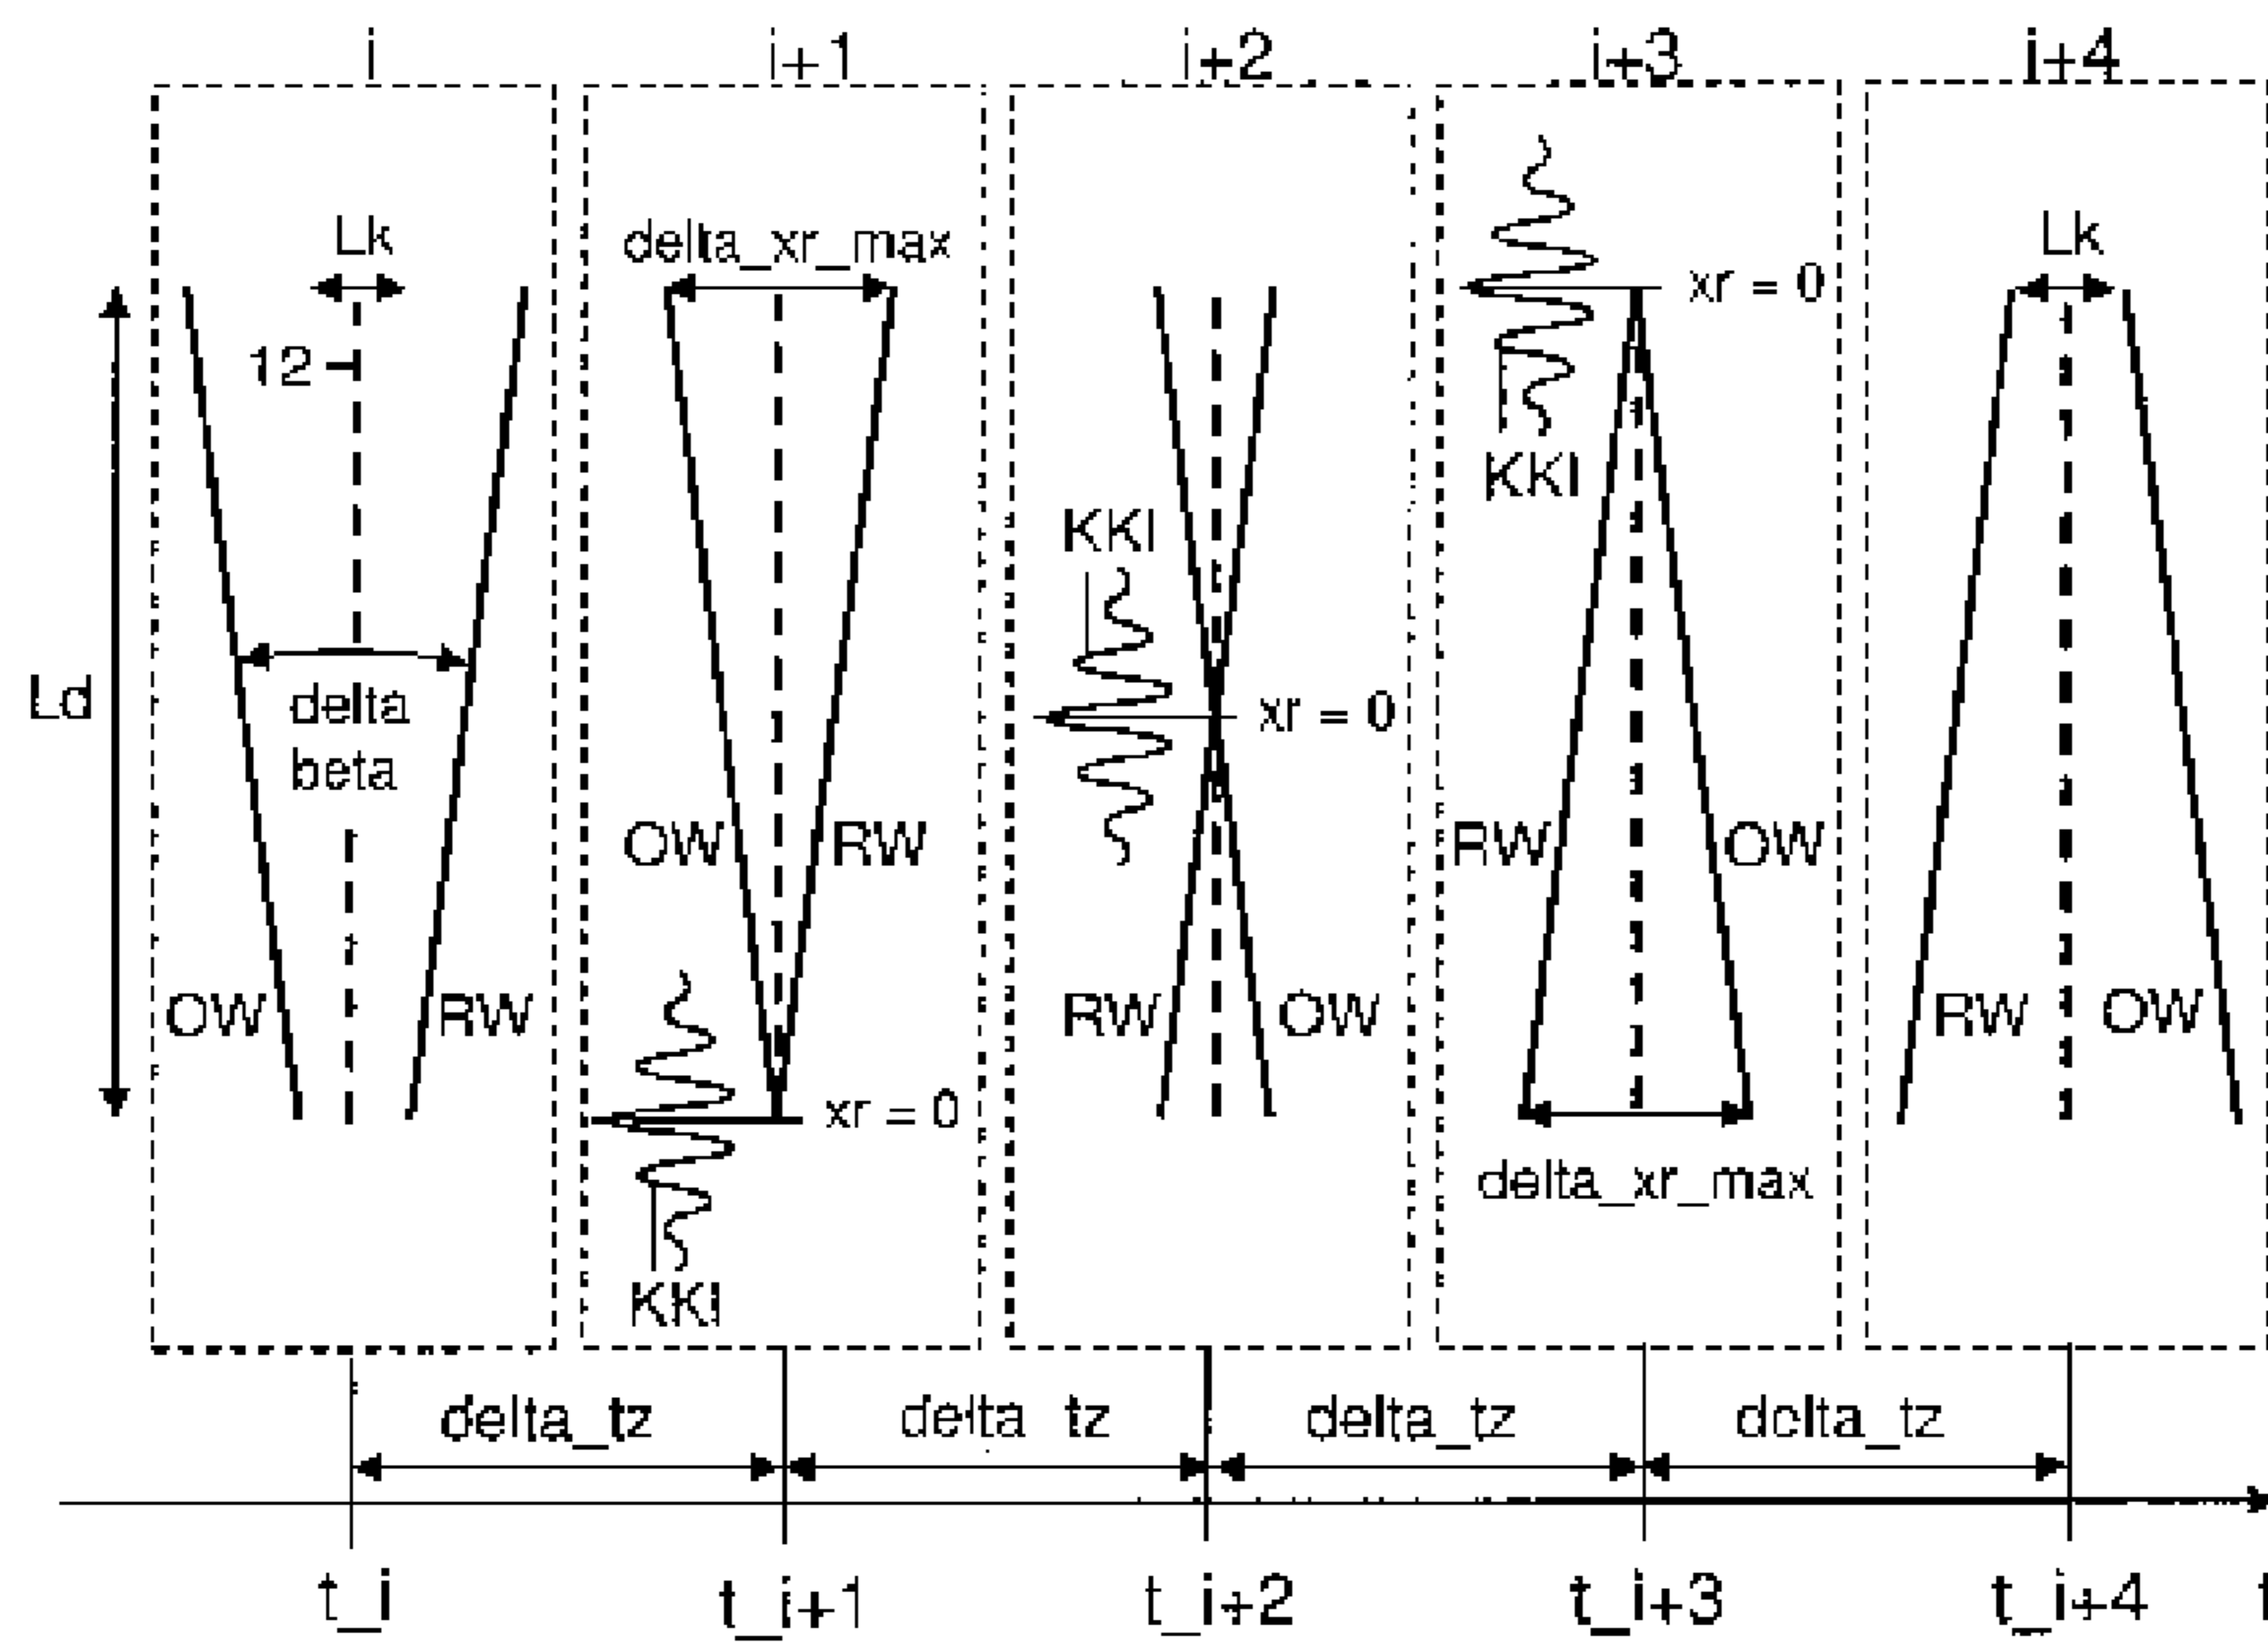 i i+1 i+2 i+3 i+4
Lk delta_xr_max xr = 0 Lk
12
KKI
KKI
Ld delta xr = 0
beta
OW RW RW OW
OW RW RW OW RW OW
xr = 0
delta_xr_max
KKI
delta_tz delta tz delta_tz delta_tz
t_i t_i+1 t_i+2 t_i+3 t_i+4